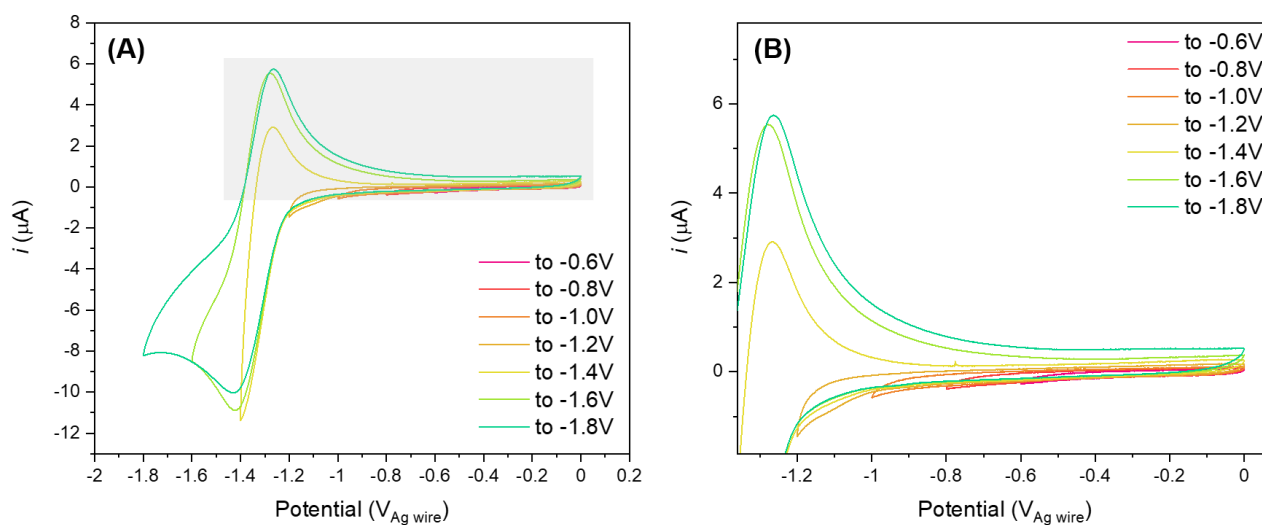 (A)
8
6
4
2
0
-2
-4
-6
-8
-10
-12
i (μA)
to -0.6V
to -0.8V
to -1.0V
to -1.2V
to -1.4V
to -1.6V
to -1.8V
-2 -1.8 -1.6 -1.4 -1.2 -1 -0.8 -0.6 -0.4 -0.2 0 0.2
Potential (V Ag wire)
(B)
6
4
2
0
i (μA)
to -0.6V
to -0.8V
to -1.0V
to -1.2V
to -1.4V
to -1.6V
to -1.8V
-1.2 -1 -0.8 -0.6 -0.4 -0.2 0
Potential (V Ag wire)